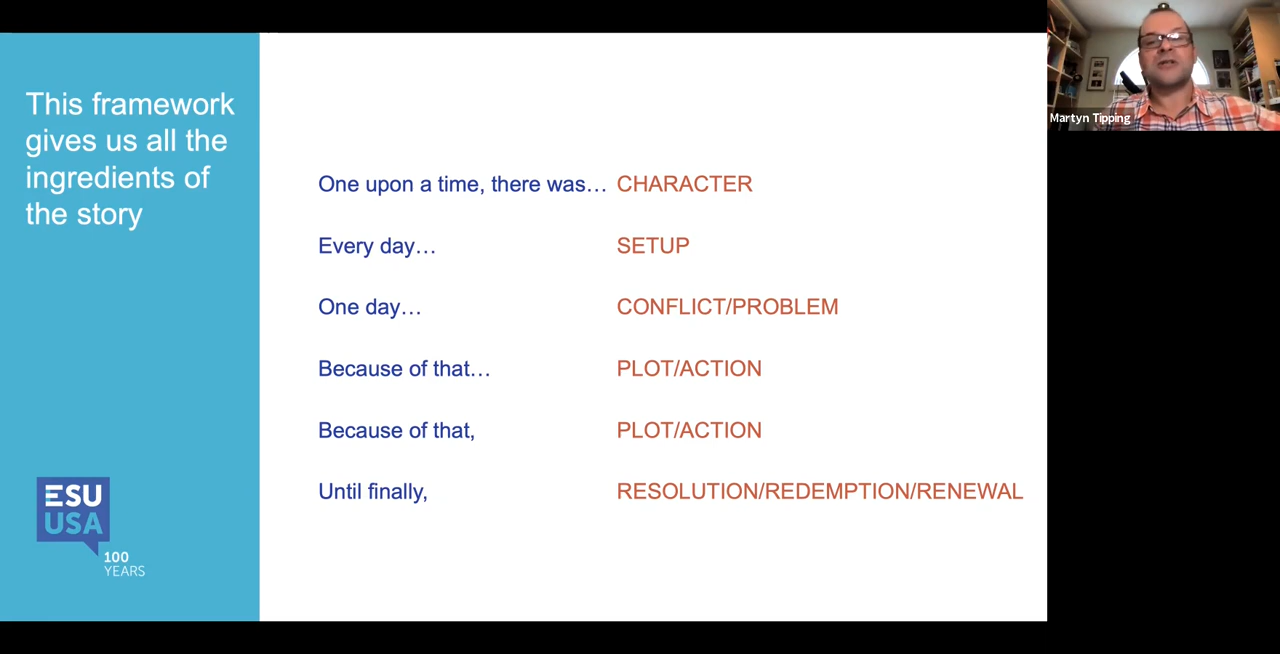 This framework
gives us all the
ingredients of
the story
One upon a time, there was… CHARACTER
Every day… SETUP
One day… CONFLICT/PROBLEM
Because of that… PLOT/ACTION
Because of that, PLOT/ACTION
Until finally, RESOLUTION/REDEMPTION/RENEWAL
ESU
USA
100
YEARS
Martyn Tipping